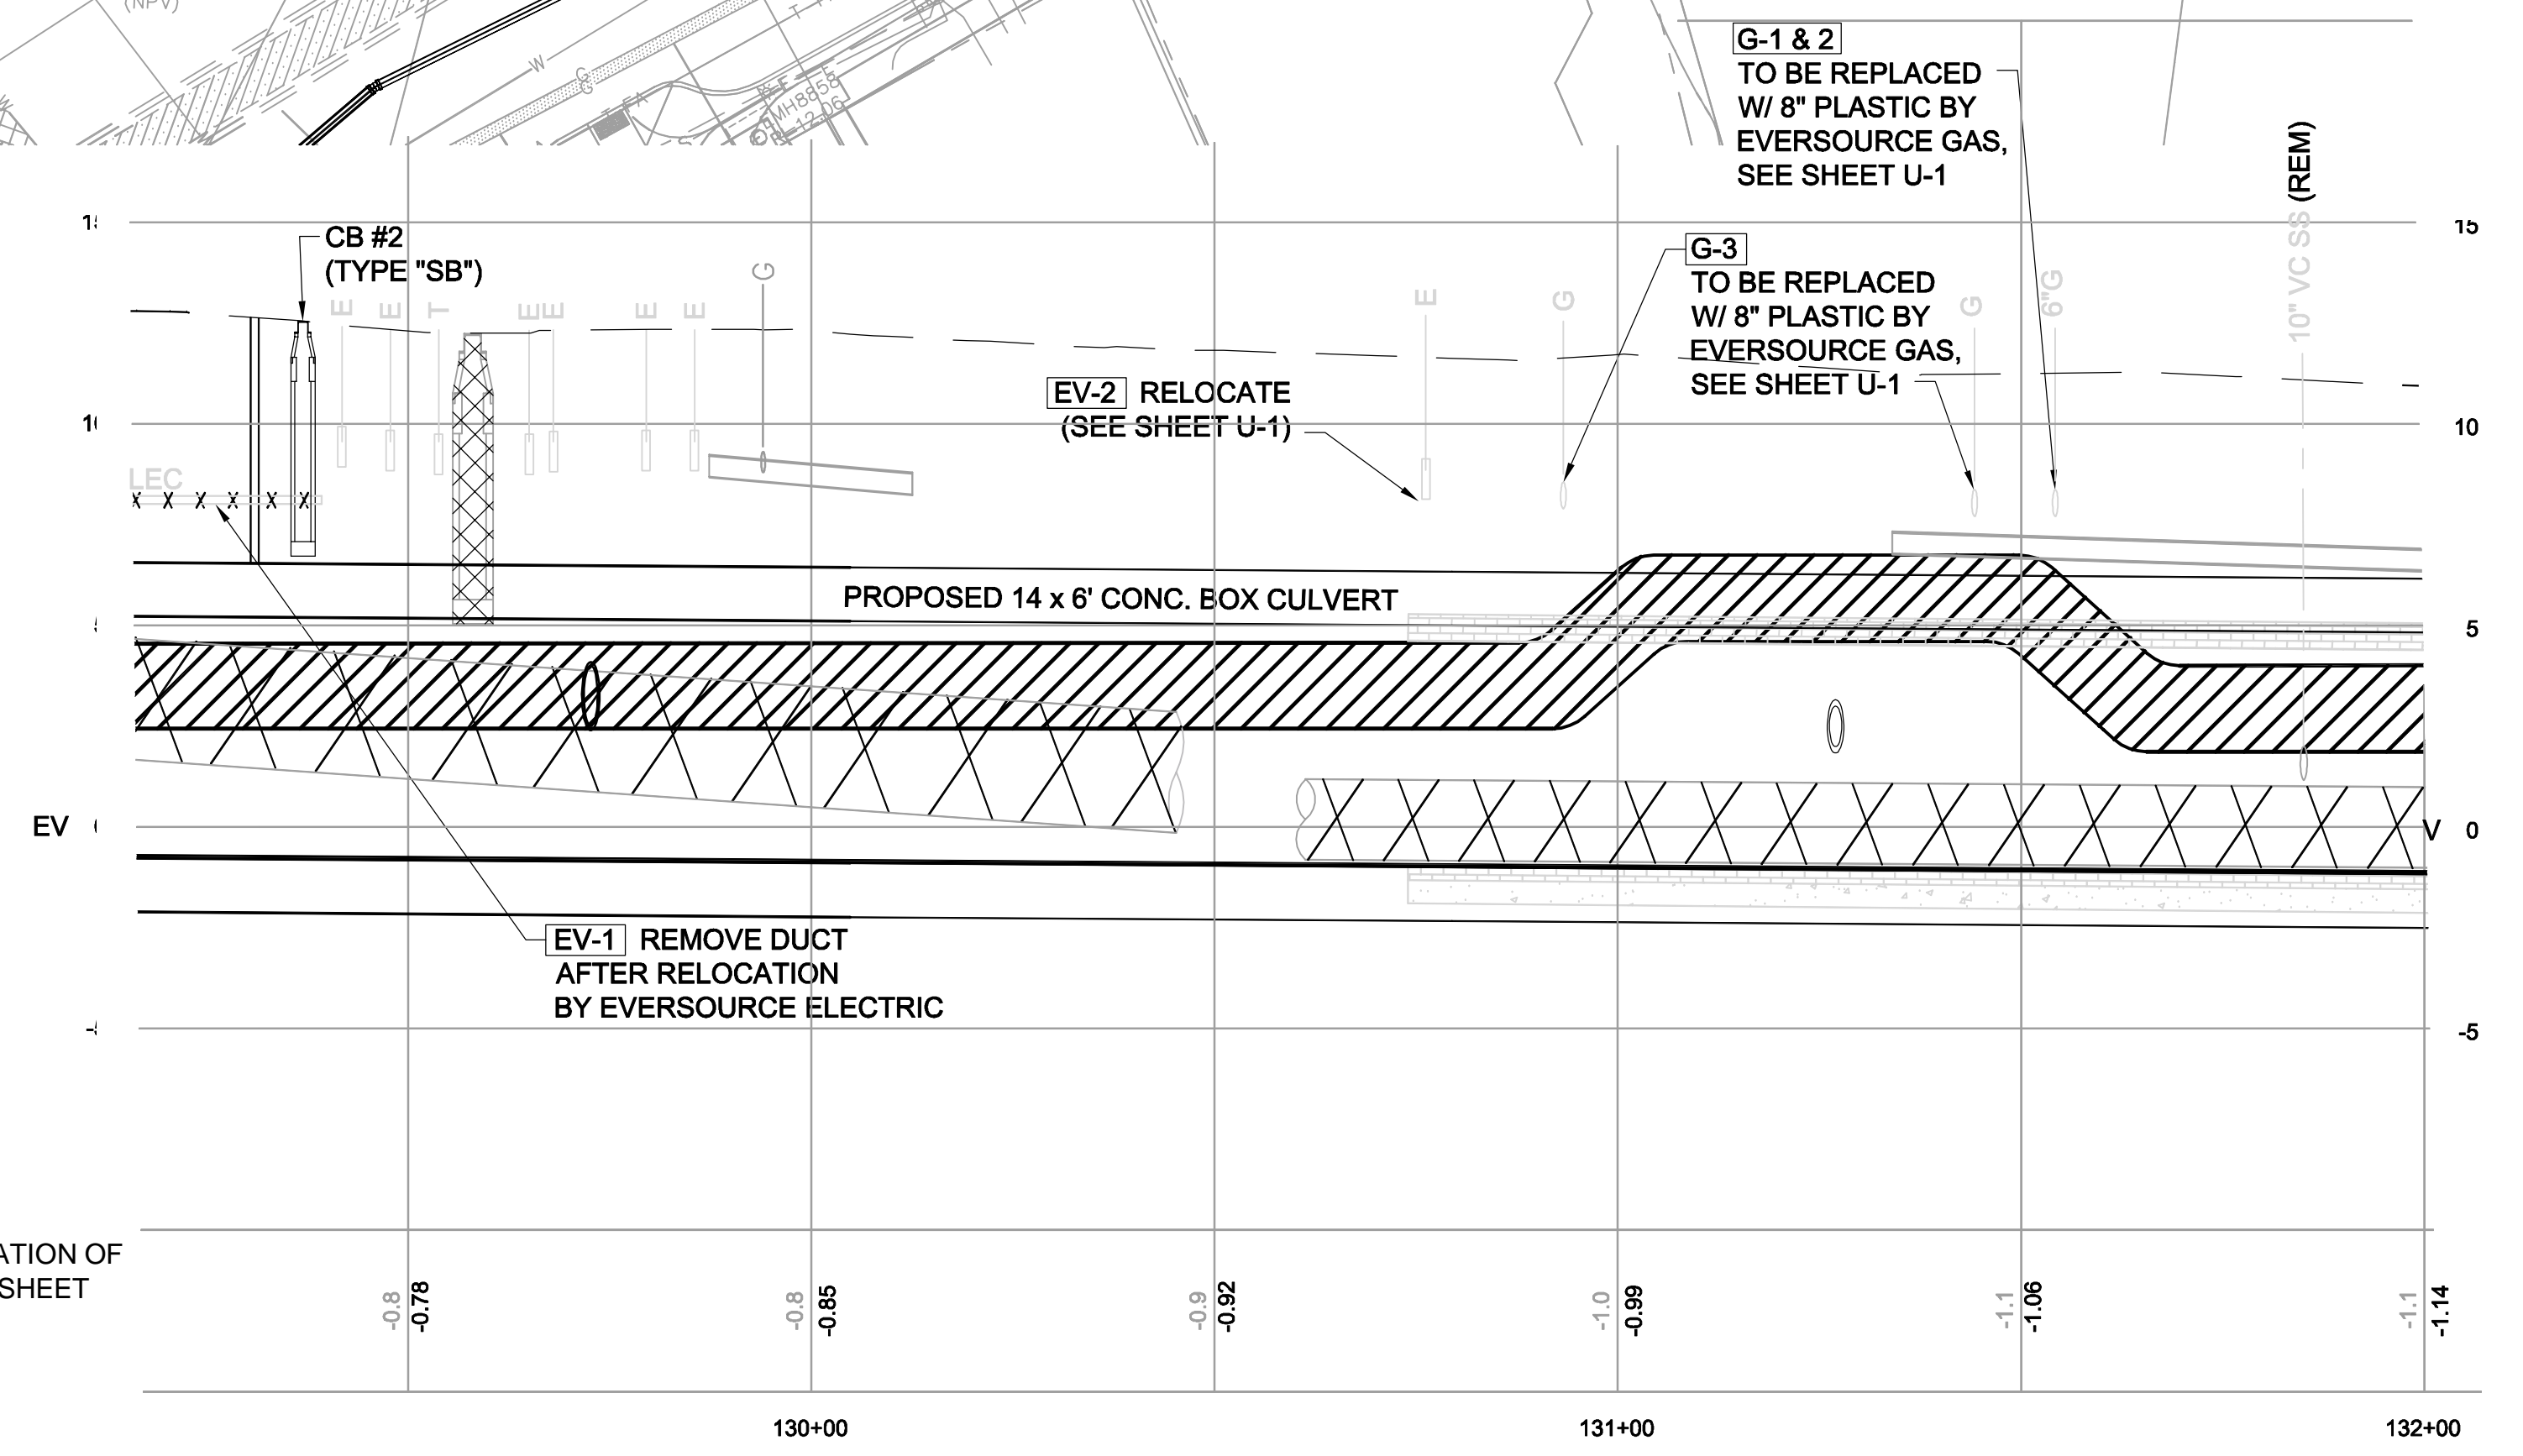 (NPV)
W
G
G
MH8858
G-1 & 2
TO BE REPLACED
W/ 8" PLASTIC BY
EVERSOURCE GAS,
SEE SHEET U-1
10" VC SS (REM)
15
CB #2
(TYPE "SB")
E
E
T
E
E
E
E
G
E
G
G-3
TO BE REPLACED
W/ 8" PLASTIC BY
EVERSOURCE GAS,
SEE SHEET U-1
G
6"G
EV-2 RELOCATE
(SEE SHEET U-1)
10
LEC
X X X X X X
PROPOSED 14 x 6' CONC. BOX CULVERT
5
EV
V 0
EV-1 REMOVE DUCT
AFTER RELOCATION
BY EVERSOURCE ELECTRIC
-5
ATION OF
SHEET
-0.8
-0.78
-0.8
-0.85
-0.9
-0.92
-1.0
-0.99
-1.1
-1.06
-1.1
-1.14
130+00
131+00
132+00